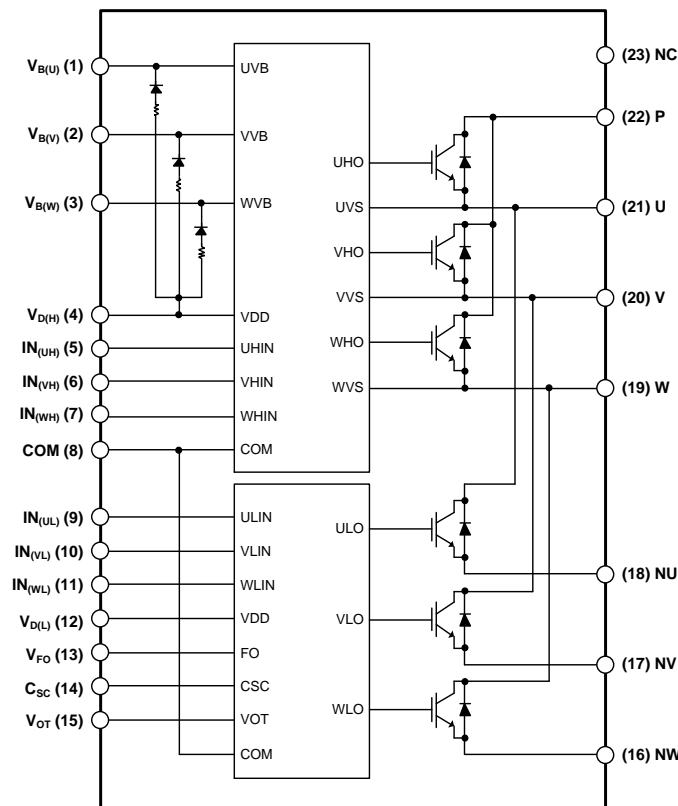 V_B(U) (1)
V_B(V) (2)
V_B(W) (3)
V_D(H) (4)
IN_(UH) (5)
IN_(VH) (6)
IN_(WH) (7)
COM (8)
IN_(UL) (9)
IN_(VL) (10)
IN_(WL) (11)
V_D(L) (12)
V_FO (13)
C_SC (14)
V_OT (15)
UVB
VVB
WVB
VDD
UHIN
VHIN
WHIN
COM
UHO
UVS
VHO
VVS
WHO
WVS
ULIN
VLIN
WLIN
VDD
FO
CSC
VOT
COM
ULO
VLO
WLO
(23) NC
(22) P
(21) U
(20) V
(19) W
(18) NU
(17) NV
(16) NW